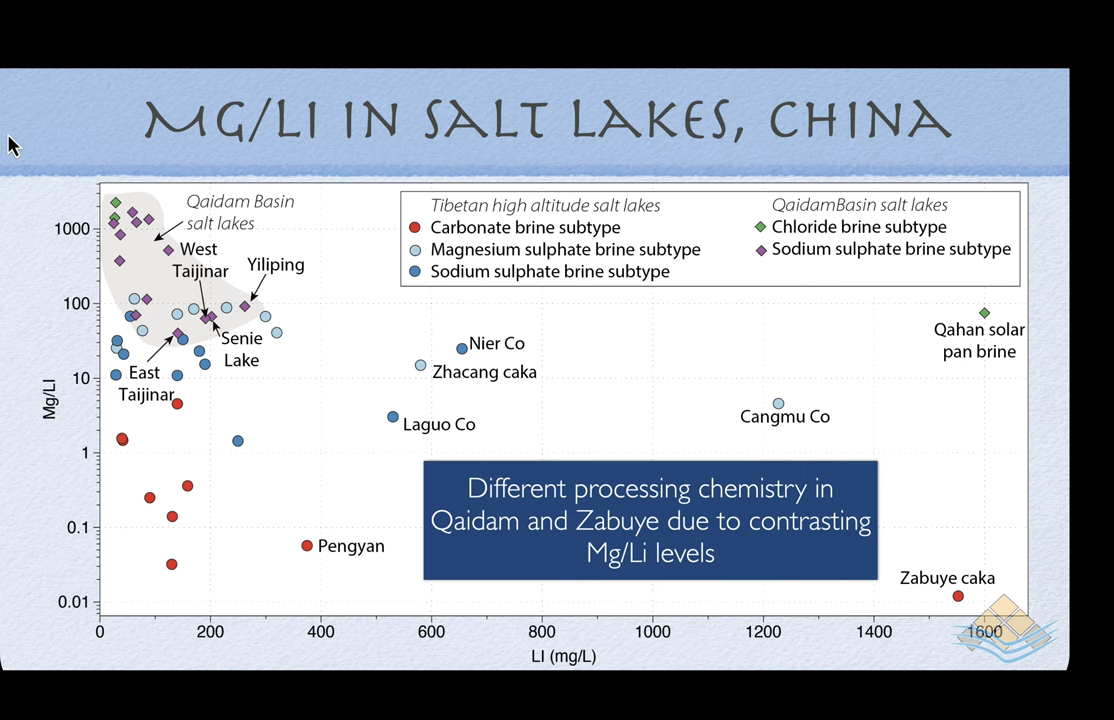 MG/LI IN SALT LAKES, CHINA
Qaidam Basin
salt lakes
Tibetan high altitude salt lakes
Carbonate brine subtype
Magnesium sulphate brine subtype
Sodium sulphate brine subtype
QaidamBasin salt lakes
Chloride brine subtype
Sodium sulphate brine subtype
West
Taijinar
Yiliping
Senie
Lake
East
Taijinar
Nier Co
Zhacang caka
Laguo Co
Cangmu Co
Qahan solar
pan brine
Different processing chemistry in
Qaidam and Zabuye due to contrasting
Mg/Li levels
Pengyan
Zabuye caka
Mg/LI
1000
100
10
1
0.1
0.01
0 200 400 600 800 1000 1200 1400 1600
LI (mg/L)